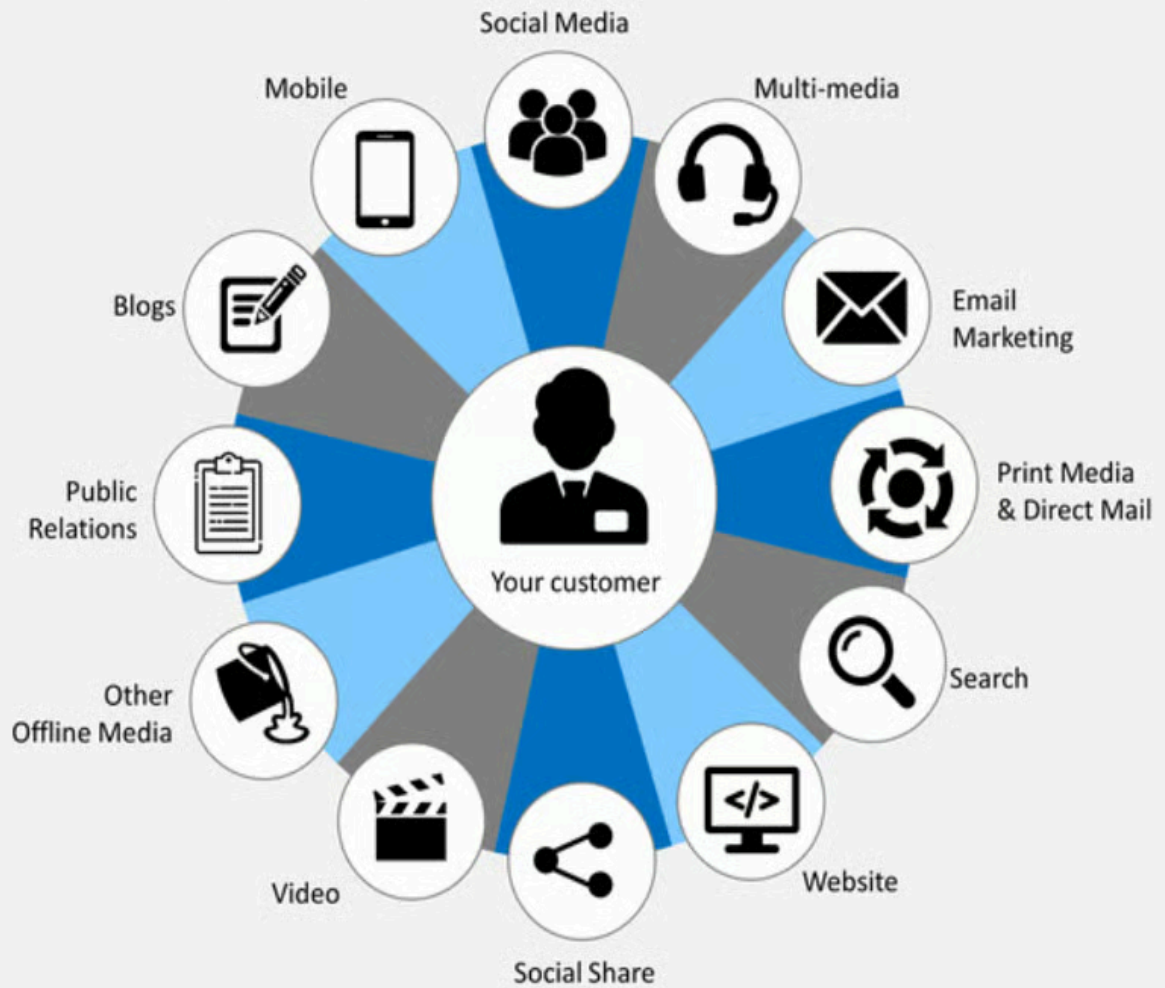 Social Media
Mobile
Multi-media
Blogs
Email
Marketing
Public
Relations
Print Media
& Direct Mail
Your customer
Other
Offline Media
Search
Video
Website
Social Share
</>